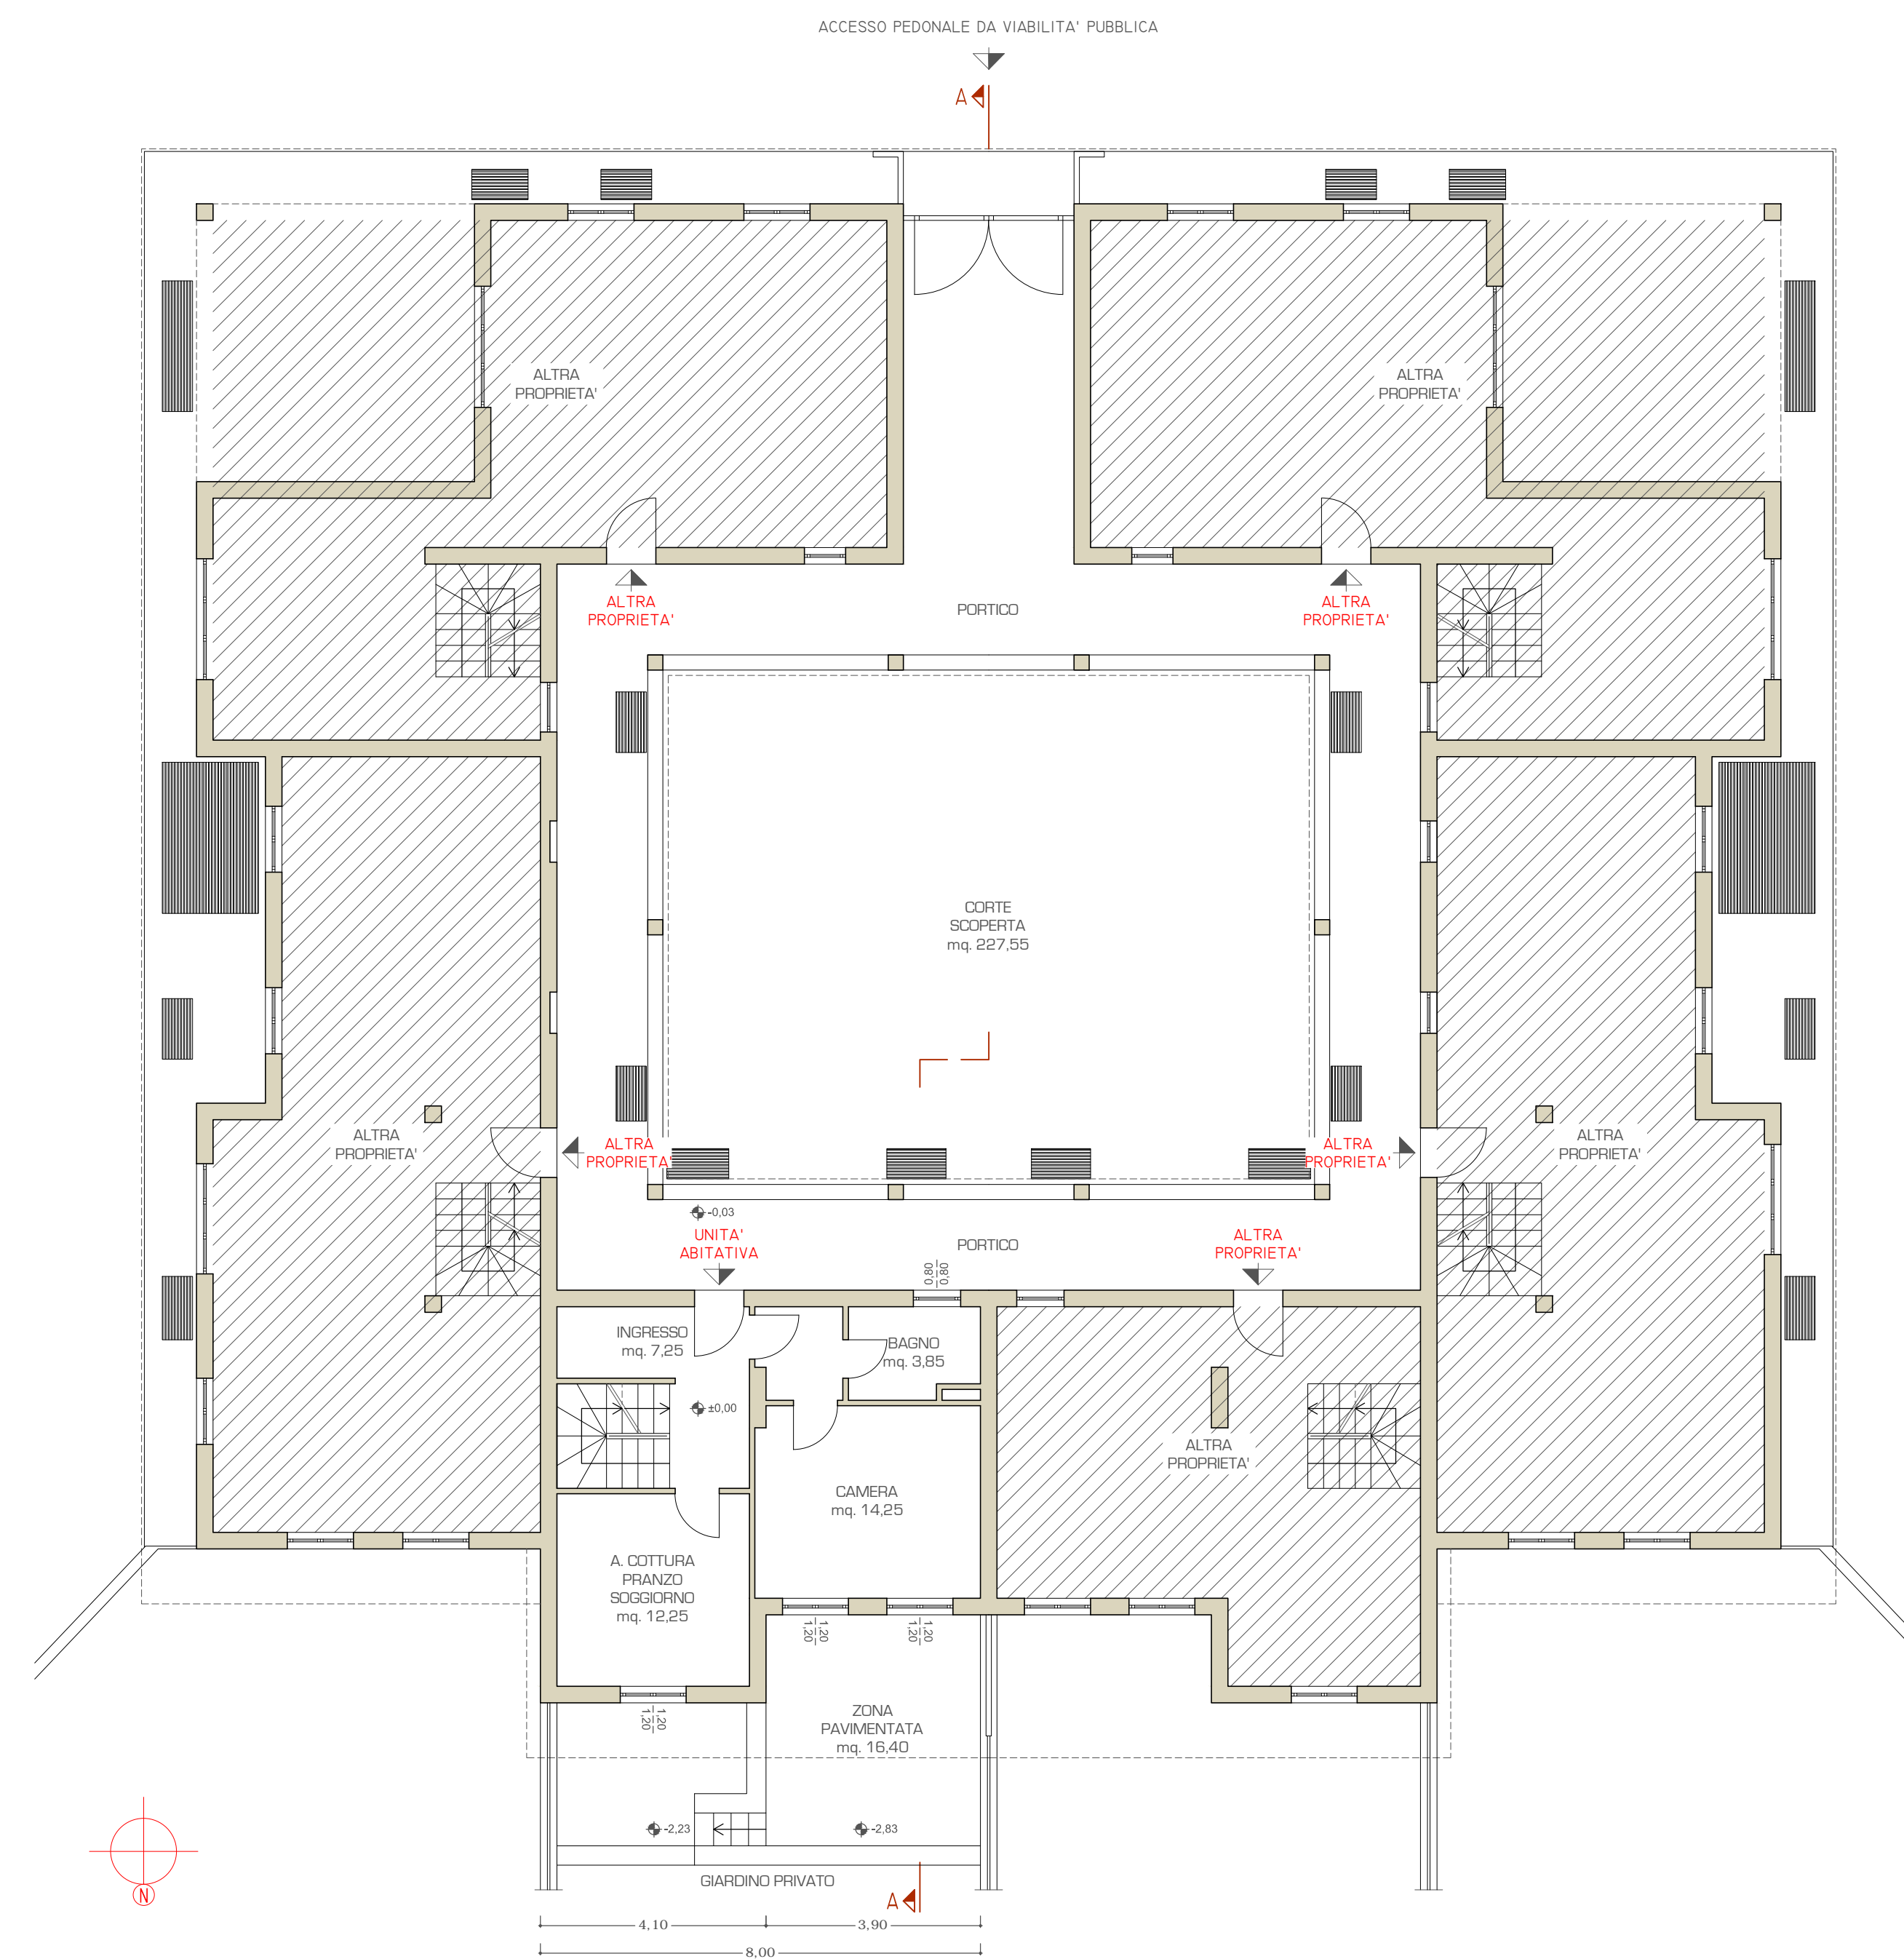 ACCESSO PEDONALE DA VIABILITA' PUBBLICA
A
ALTRA
PROPRIETA'
ALTRA
PROPRIETA'
ALTRA
PROPRIETA'
PORTICO
ALTRA
PROPRIETA'
CORTE
SCOPERTA
mq. 227,55
ALTRA
PROPRIETA'
ALTRA
PROPRIETA'
ALTRA
PROPRIETA'
ALTRA
PROPRIETA'
-0,03
UNITA'
ABITATIVA
PORTICO
ALTRA
PROPRIETA'
0,80
0,80
INGRESSO
mq. 7,25
BAGNO
mq. 3,85
±0,00
ALTRA
PROPRIETA'
CAMERA
mq. 14,25
A. COTTURA
PRANZO
SOGGIORNO
mq. 12,25
1,20
1,20
1,20
1,20
1,20
1,20
ZONA
PAVIMENTATA
mq. 16,40
-2,23
-2,83
GIARDINO PRIVATO
A
N
4,10
3,90
8,00